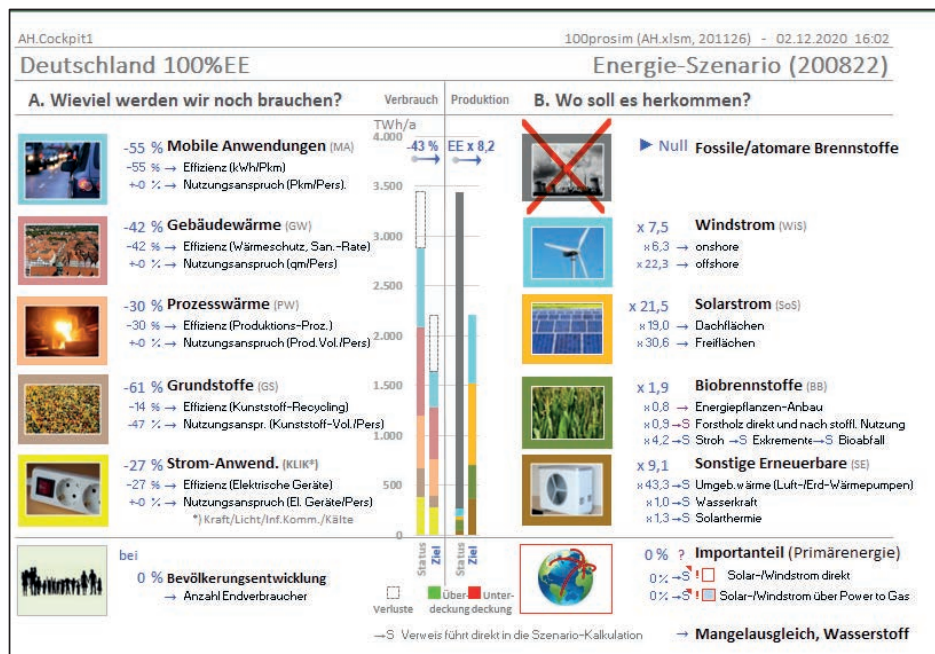 AH.Cockpit1
100prosim (AH.xlsm, 201126) - 02.12.2020 16:02
Deutschland 100%EE
Energie-Szenario (200822)
A. Wieviel werden wir noch brauchen?
Verbrauch
Produktion
B. Wo soll es herkommen?
-55 % Mobile Anwendungen (MA)
-55 % → Effizienz (kWh/Pkm)
+-0 % → Nutzungsanspruch (Pkm/Pers).
-42 % Gebäudewärme (GW)
-42 % → Effizienz (Wärmeschutz, San.-Rate)
+-0 % → Nutzungsanspruch (qm/Pers)
-30 % Prozesswärme (PW)
-30 % → Effizienz (Produktions-Proz.)
+-0 % → Nutzungsanspruch (Prod.Vol./Pers)
-61 % Grundstoffe (GS)
-14 % → Effizienz (Kunststoff-Recycling)
-47 % → Nutzungsanspr. (Kunststoff-Vol./Pers)
-27 % Strom-Anwend. (KLIK*)
-27 % → Effizienz (Elektrische Geräte)
+-0 % → Nutzungsanspruch (El. Geräte/Pers)
*) Kraft/Licht/Inf.Komm./Kälte
bei
0 % Bevölkerungsentwicklung
→ Anzahl Endverbraucher
TWh/a
4.000
-43 %
EE x 8,2
3.500
3.000
2.500
2.000
1.500
1.000
500
0
Status
Ziel
Status
Ziel
Verluste
Über-deckung
Unter-deckung
→S Verweis führt direkt in die Szenario-Kalkulation
Null Fossile/atomare Brennstoffe
x 7,5 Windstrom (WiS)
x 6,3 → onshore
x 22,3 → offshore
x 21,5 Solarstrom (SoS)
x 19,0 → Dachflächen
x 30,6 → Freiflächen
x 1,9 Biobrennstoffe (BB)
x 0,8 → Energiepflanzen-Anbau
x 0,9 →S Forstholz direkt und nach stoffl. Nutzung
x 4,2 →S Stroh →S Exkremente →S Bioabfall
x 9,1 Sonstige Erneuerbare (SE)
x 43,3 →S Umgeb.wärme (Luft-/Erd-Wärmepumpen)
x 1,0 →S Wasserkraft
x 1,3 →S Solarthermie
0 % ? Importanteil (Primärenergie)
0% →S ! Solar-/Windstrom direkt
0% →S ! Solar-/Windstrom über Power to Gas
→ Mangelausgleich, Wasserstoff